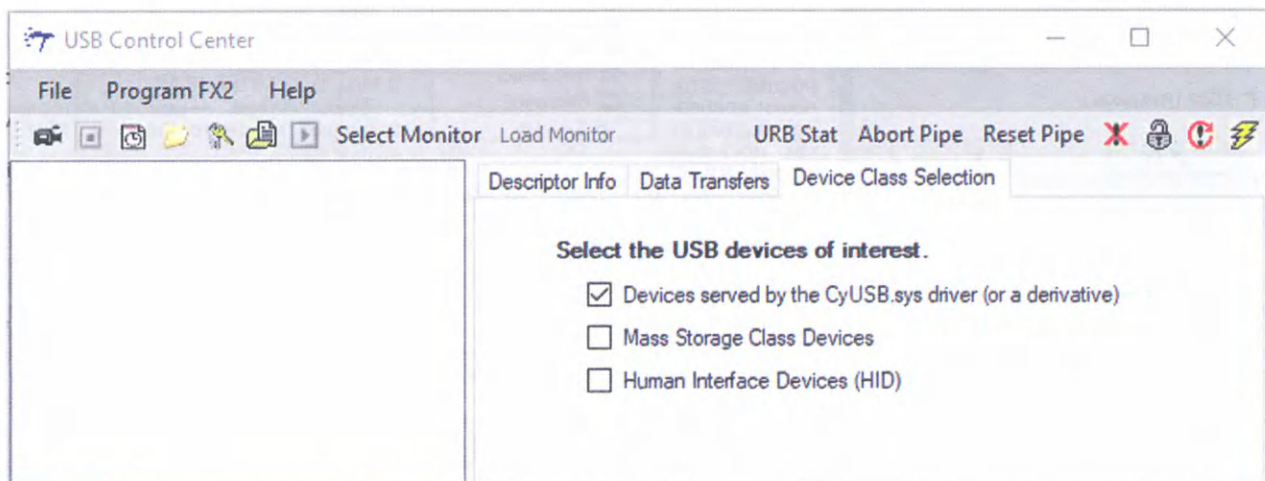 USB Control Center
File Program FX2 Help
Select Monitor Load Monitor URB Stat Abort Pipe Reset Pipe
Descriptor Info Data Transfers Device Class Selection
Select the USB devices of interest.
Devices served by the CyUSB.sys driver (or a derivative)
Mass Storage Class Devices
Human Interface Devices (HID)